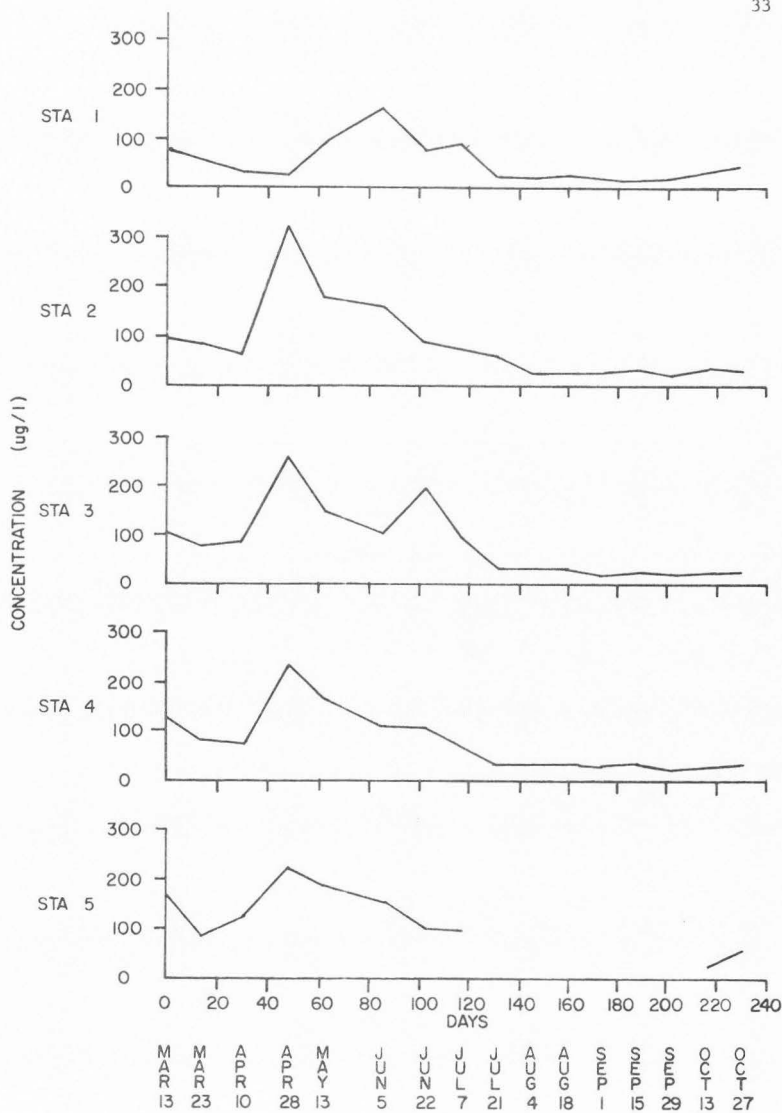 33
300
200
STA 1
100
0
300
200
STA 2
100
0
CONCENTRATION (ug/l)
300
200
STA 3
100
0
300
200
STA 4
100
0
300
200
STA 5
100
0
0 20 40 60 80 100 120 140 160 180 200 220 240
DAYS
MAR 13 MAR 23 APR 10 APR 28 MAY 13 JUN 5 JUN 22 JUL 7 JUL 21 AUG 4 AUG 18 SEP 1 SEP 15 SEP 29 OCT 13 OCT 27